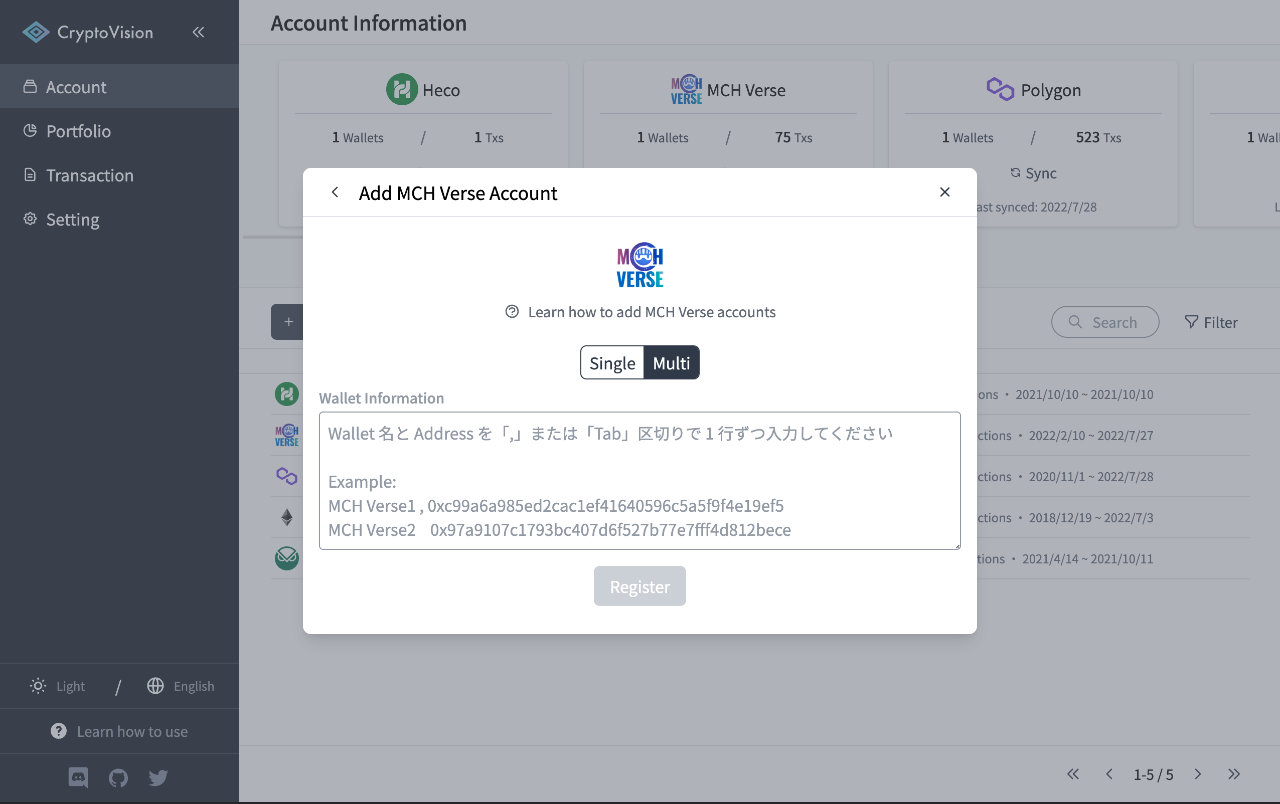 CryptoVision
Account
Portfolio
Transaction
Setting
Light / English
Learn how to use
Account Information
Heco
1 Wallets / 1 Txs
MCH VERSE
MCH Verse
1 Wallets / 75 Txs
Polygon
1 Wallets / 523 Txs
Sync
ast synced: 2022/7/28
1 Wal
L
Add MCH Verse Account
MCH VERSE
Learn how to add MCH Verse accounts
Single Multi
Wallet Information
Wallet 名と Address を「,」または「Tab」区切りで 1 行ずつ入力してください
Example:
MCH Verse1 , 0xc99a6a985ed2cac1ef41640596c5a5f9f4e19ef5
MCH Verse2 0x97a9107c1793bc407d6f527b77e7fff4d812bece
Register
+
Search
Filter
ons • 2021/10/10 ~ 2021/10/10
MCH VERSE
ctions • 2022/2/10 ~ 2022/7/27
ctions • 2020/11/1 ~ 2022/7/28
ctions • 2018/12/19 ~ 2022/7/3
tions • 2021/4/14 ~ 2021/10/11
1-5 / 5